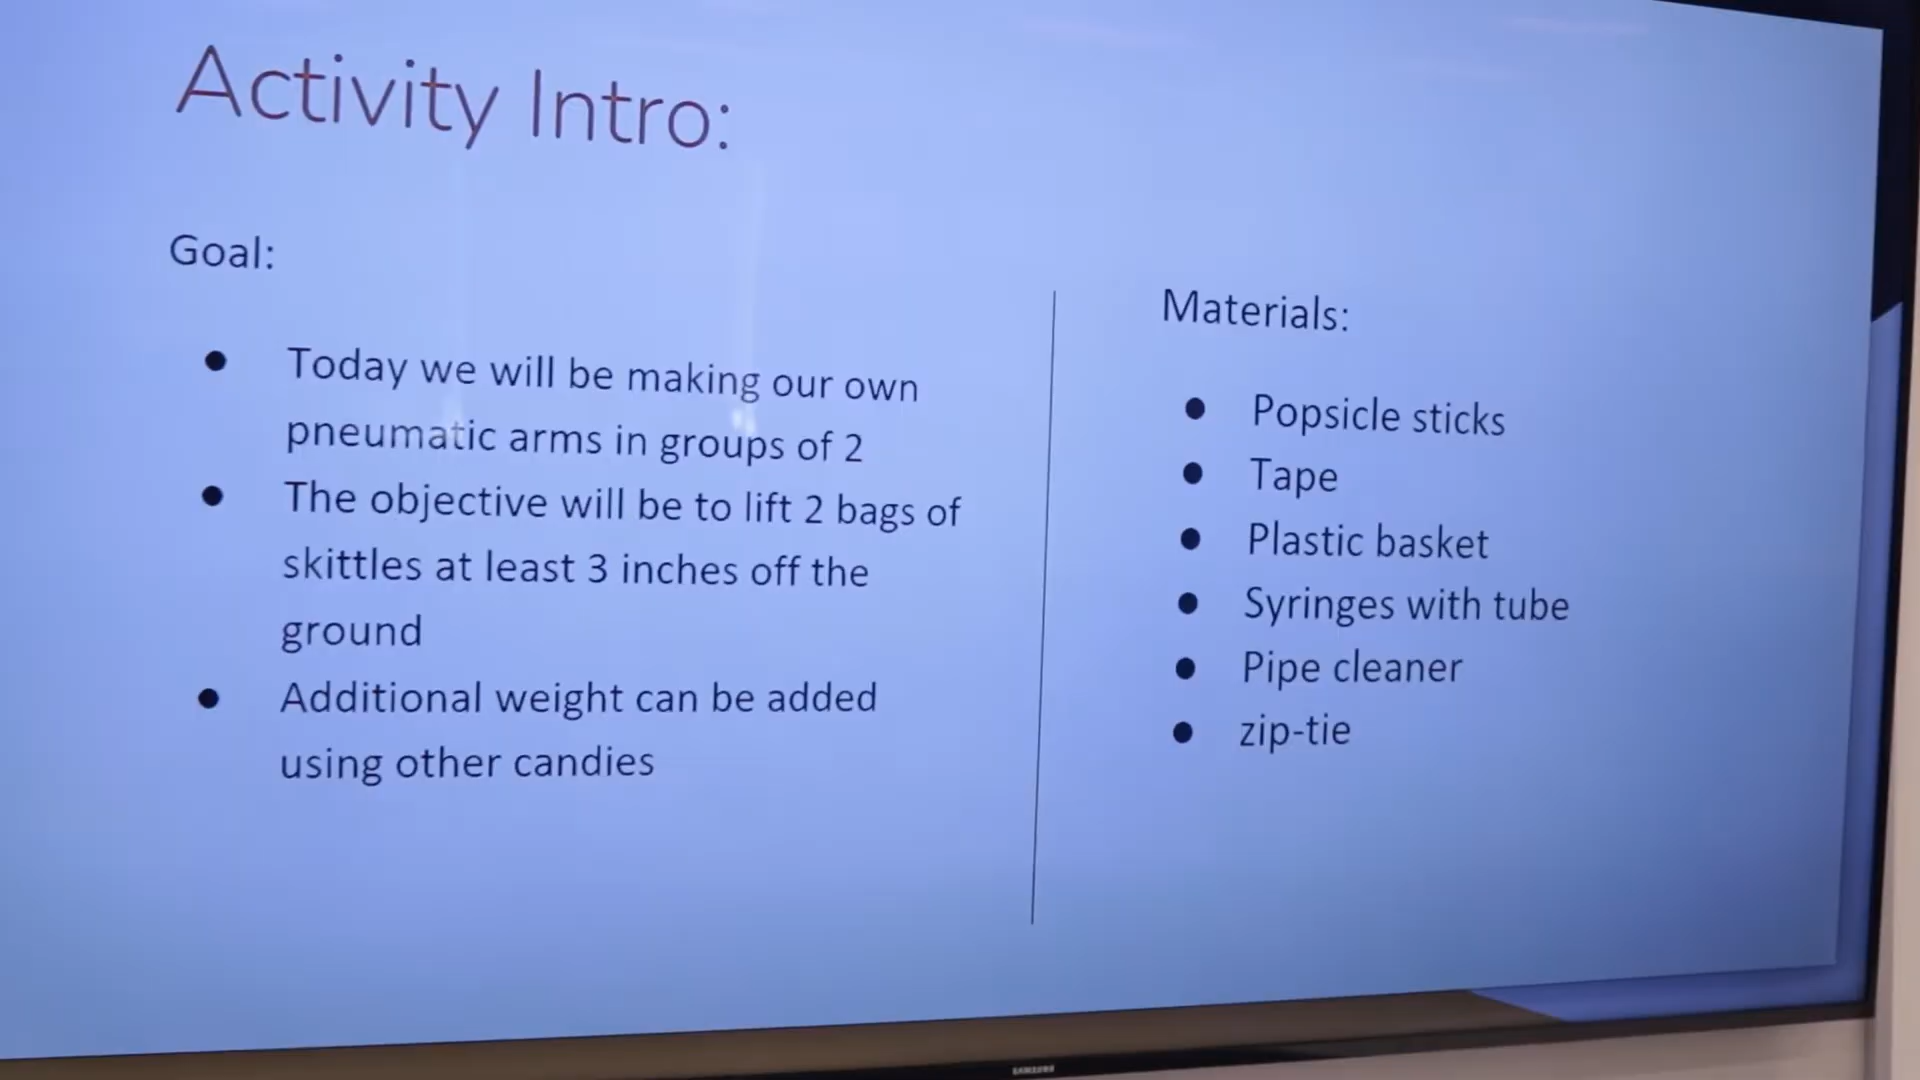 Activity Intro:
Goal:
● Today we will be making our own
pneumatic arms in groups of 2
● The objective will be to lift 2 bags of
skittles at least 3 inches off the
ground
● Additional weight can be added
using other candies
Materials:
● Popsicle sticks
● Tape
● Plastic basket
● Syringes with tube
● Pipe cleaner
● zip-tie
SAMSUNG